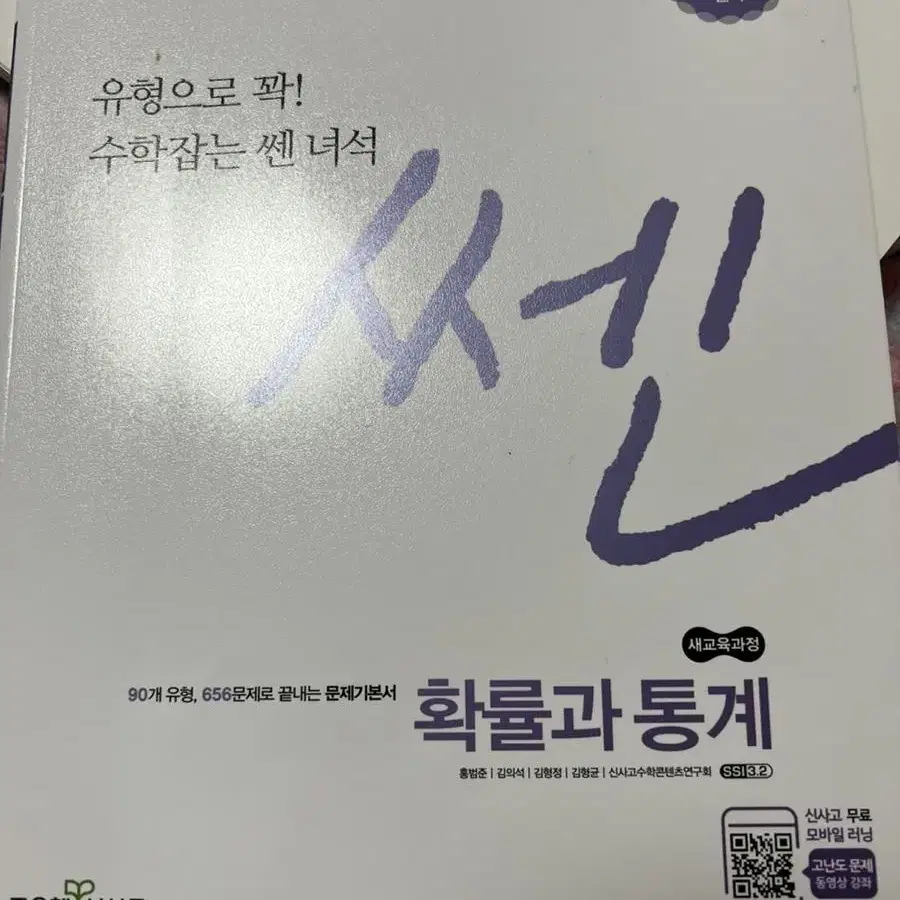 유형으로 꽉!
수학잡는 쎈 녀석
쎈
새교육과정
90개 유형, 656문제로 끝내는 문제기본서
확률과 통계
홍범준 | 김의석 | 김형정 | 김형균 | 신사고수학콘텐츠연구회 SSI3.2
신사고 무료
모바일 러닝
고난도 문제
동영상 강좌